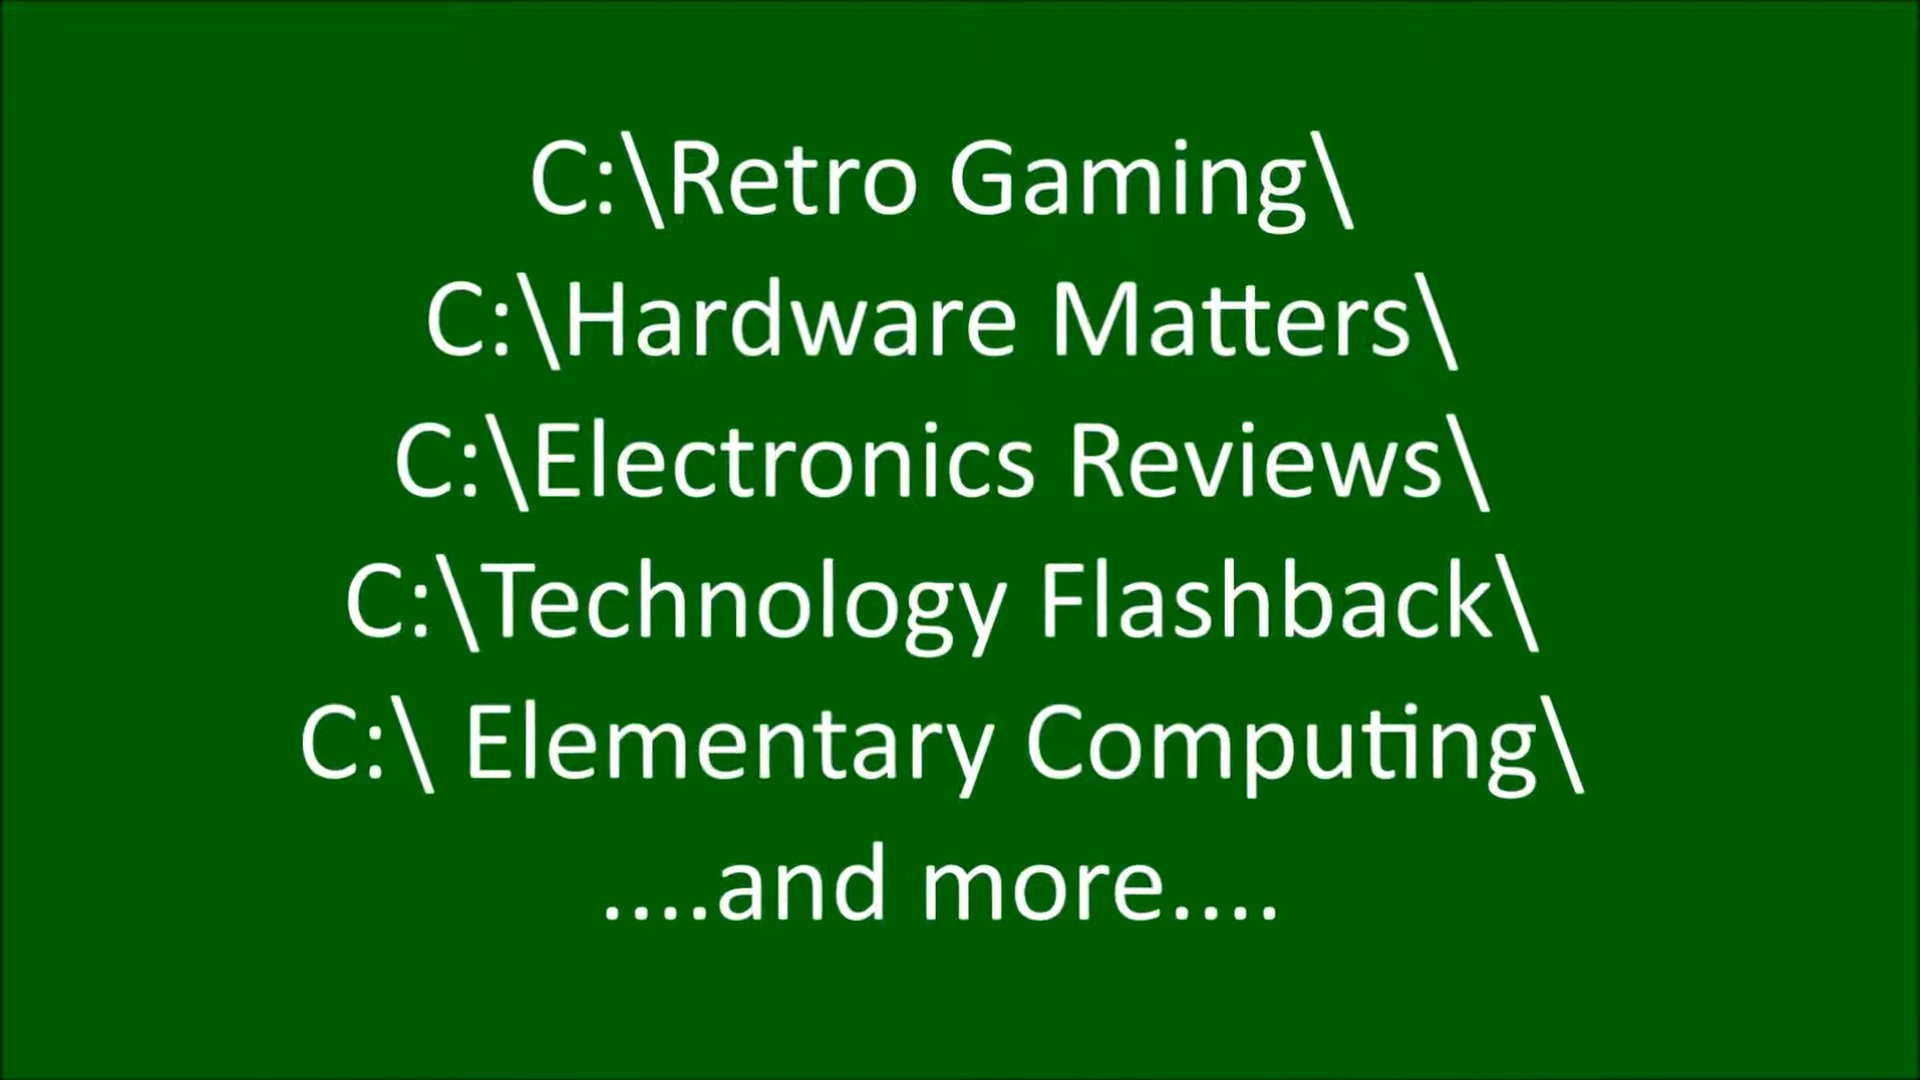 C:\Retro Gaming\
C:\Hardware Matters\
C:\Electronics Reviews\
C:\Technology Flashback\
C:\ Elementary Computing\
....and more....